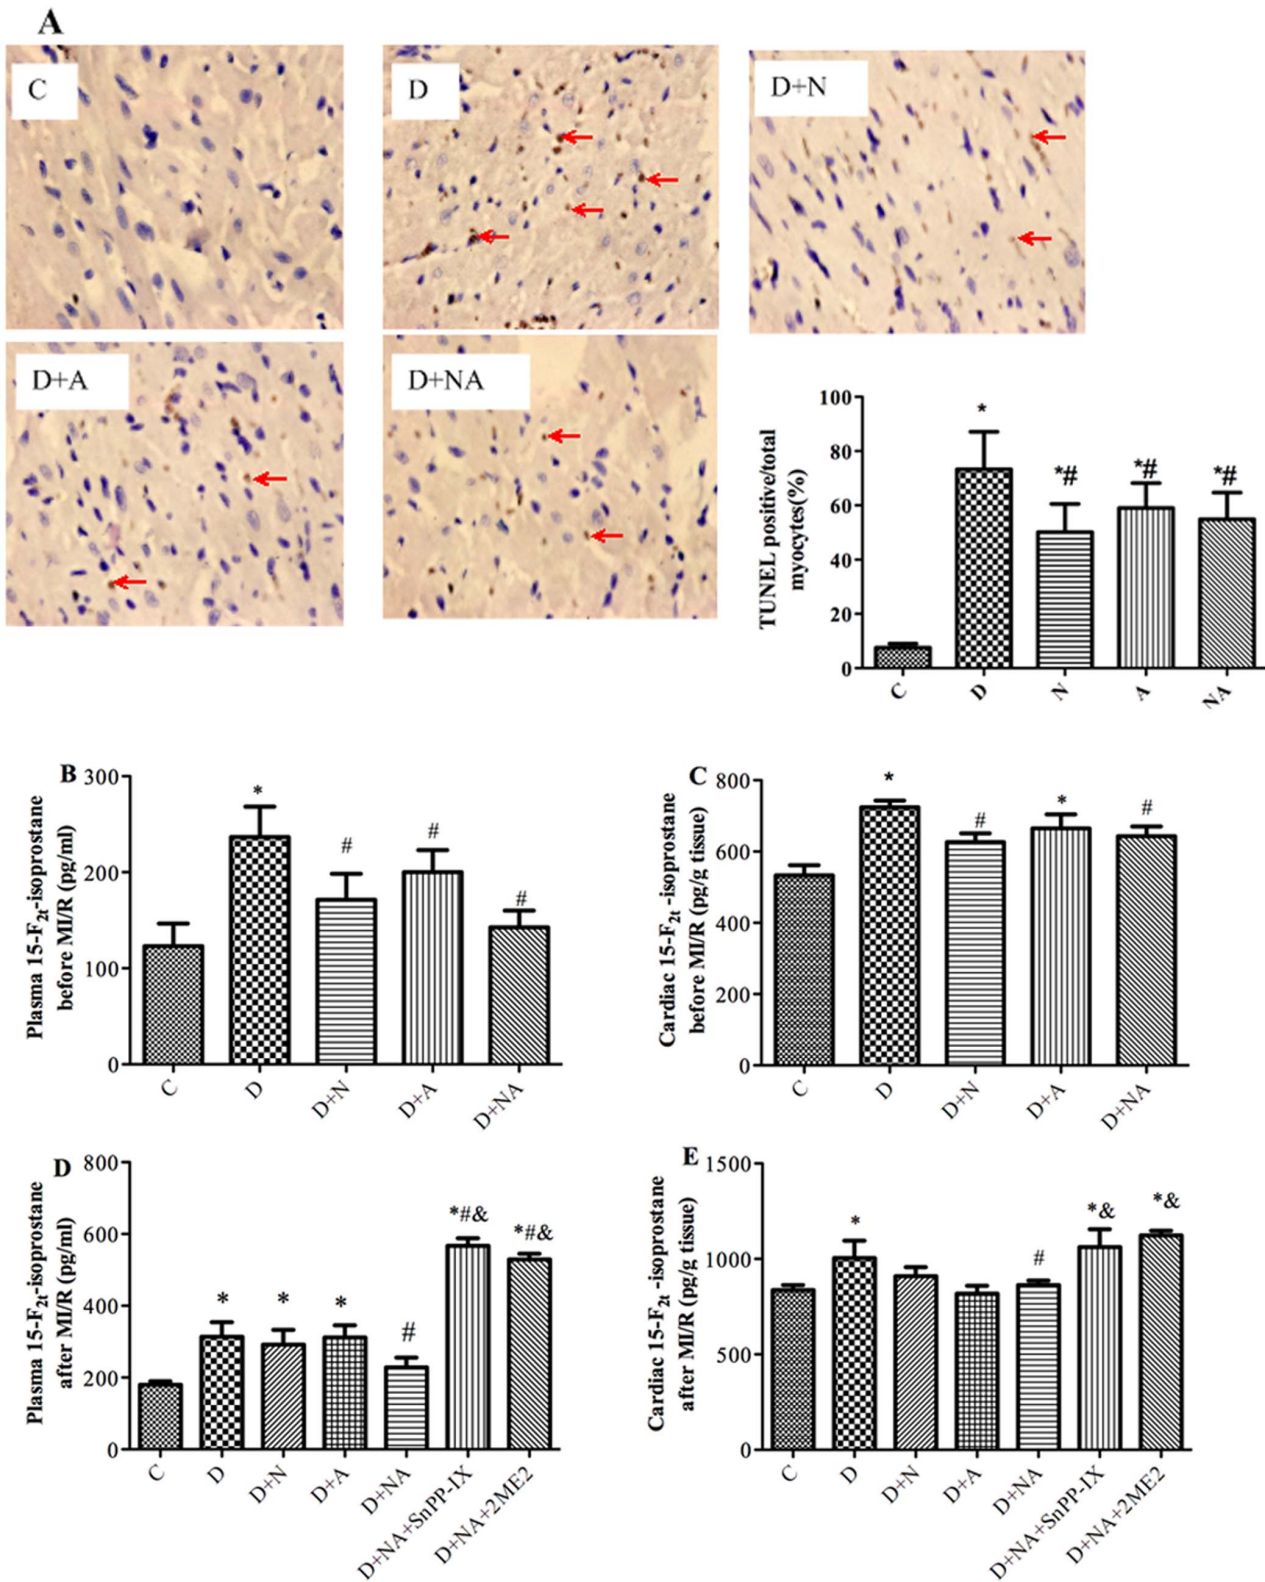 A
C
D
D+N
D+A
D+NA
TUNEL positive/total
myocytes(%)
100
80
60
40
20
0
*
*#
*#
*#
C
D
N
A
NA
B
Plasma 15-F2t-isoprostane
before MI/R (pg/ml)
300
200
100
0
*
#
#
#
C
D
D+N
D+A
D+NA
C
Cardiac 15-F2t -isoprostane
before MI/R (pg/g tissue)
800
600
400
200
0
*
#
*
#
C
D
D+N
D+A
D+NA
D
Plasma 15-F2t-isoprostane
after MI/R (pg/ml)
800
600
400
200
0
*
*
*
#
*#&
*#&
C
D
D+N
D+A
D+NA
D+NA+SnPP-IX
D+NA+2ME2
E
Cardiac 15-F2t -isoprostane
after MI/R (pg/g tissue)
1500
1000
500
0
*
#
*&
*&
C
D
D+N
D+A
D+NA
D+NA+SnPP-IX
D+NA+2ME2